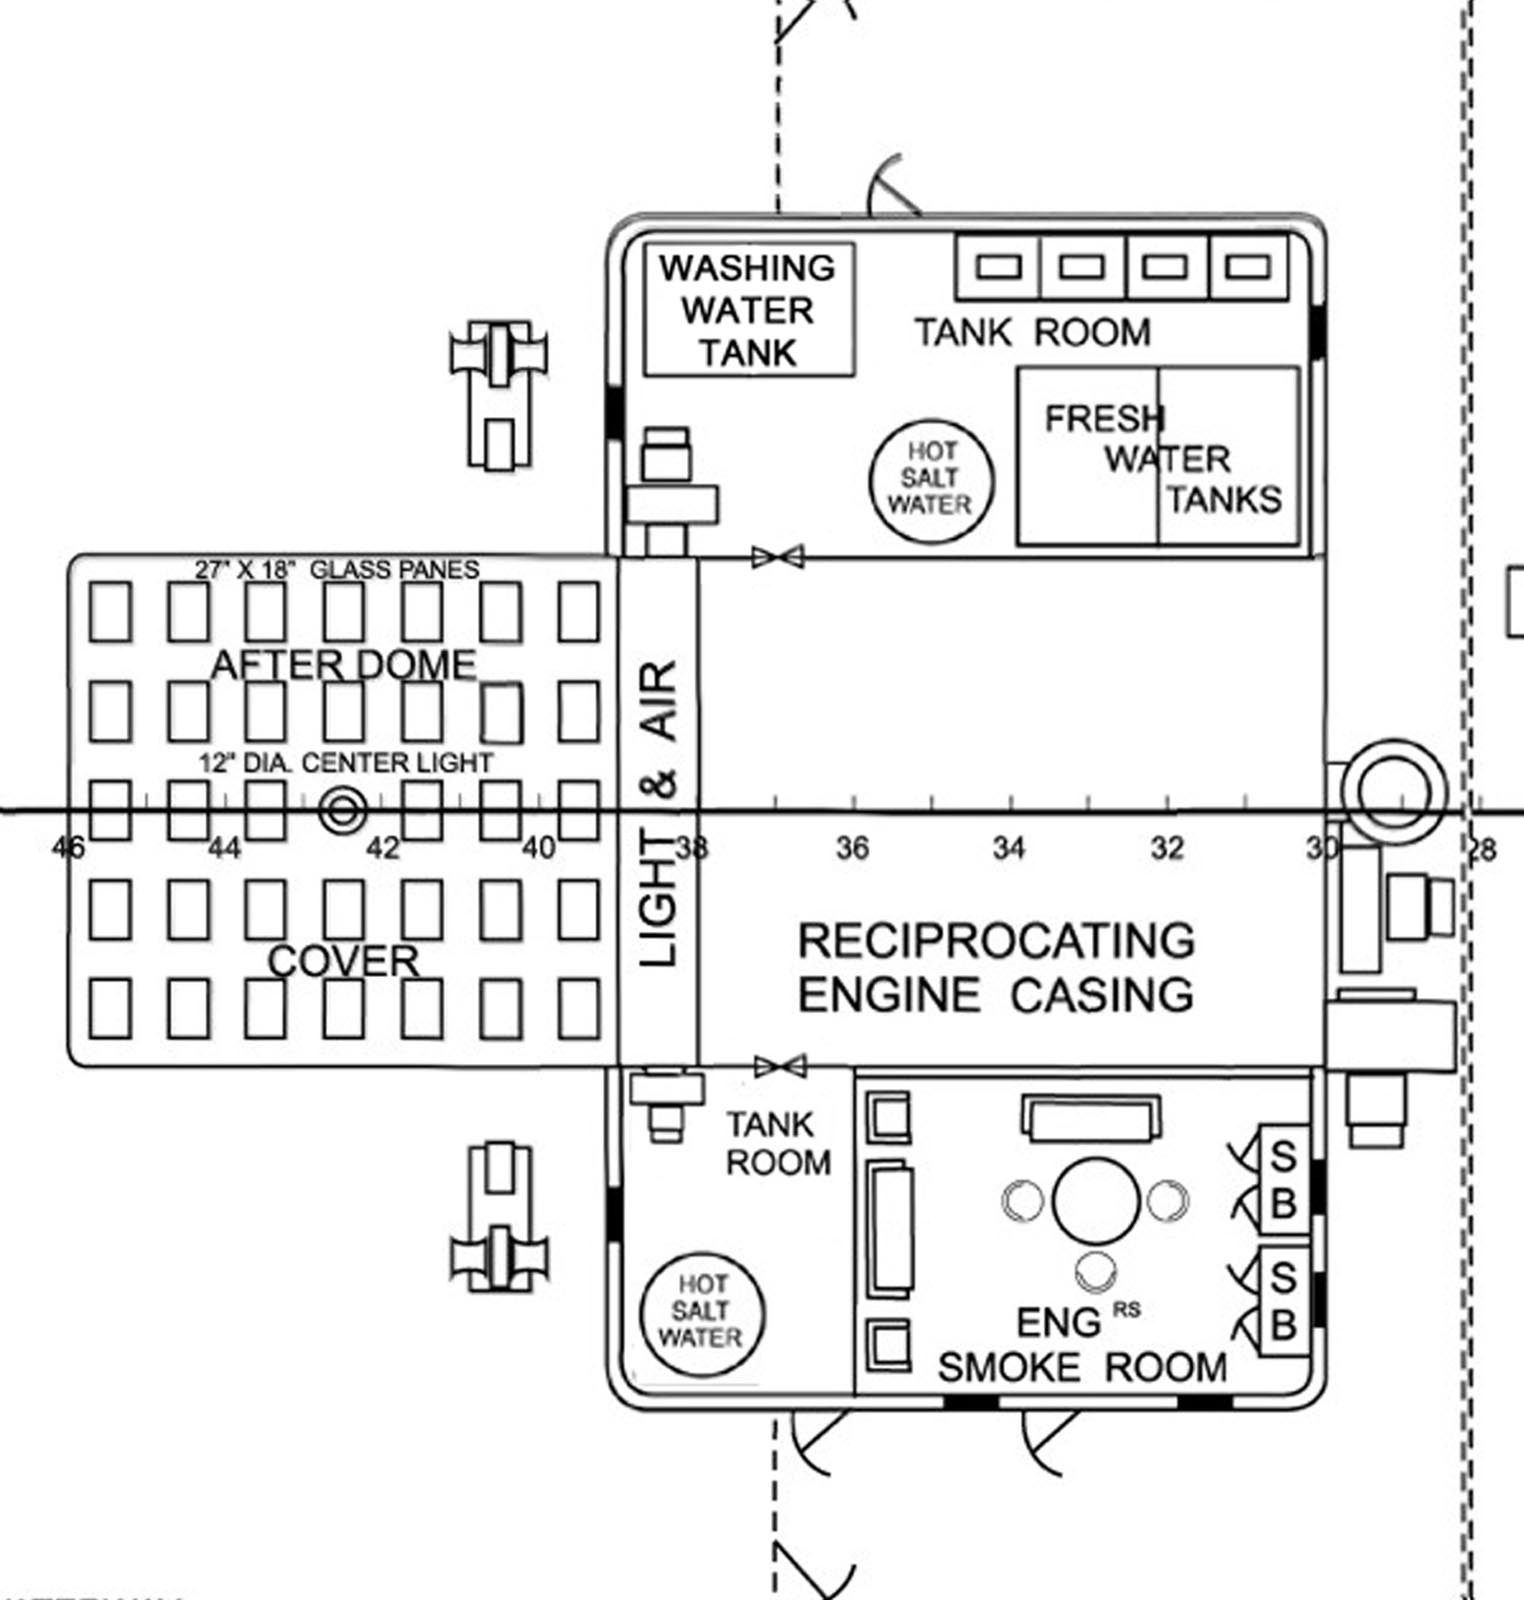 WASHING
WATER
TANK
TANK ROOM
FRESH
WATER
TANKS
HOT
SALT
WATER
27" X 18" GLASS PANES
AFTER DOME
12" DIA. CENTER LIGHT
LIGHT & AIR
46 44 42 40 38 36 34 32 30 28
COVER
RECIPROCATING
ENGINE CASING
TANK
ROOM
S
B
S
B
HOT
SALT
WATER
ENG RS
SMOKE ROOM